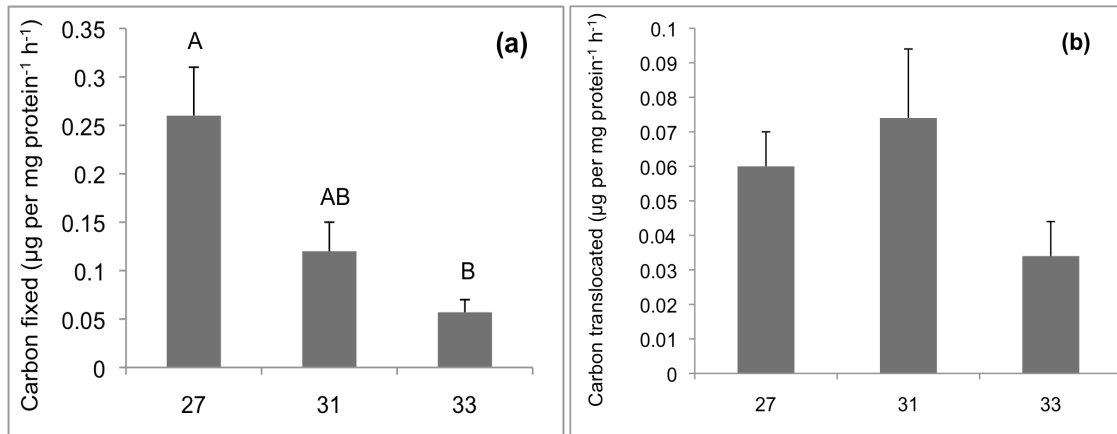 Carbon fixed (µg per mg protein⁻¹ h⁻¹)
0.35
0.3
0.25
0.2
0.15
0.1
0.05
0
A
AB
B
(a)
27 31 33
Carbon translocated (µg per mg protein⁻¹ h⁻¹)
0.1
0.09
0.08
0.07
0.06
0.05
0.04
0.03
0.02
0.01
0
(b)
27 31 33